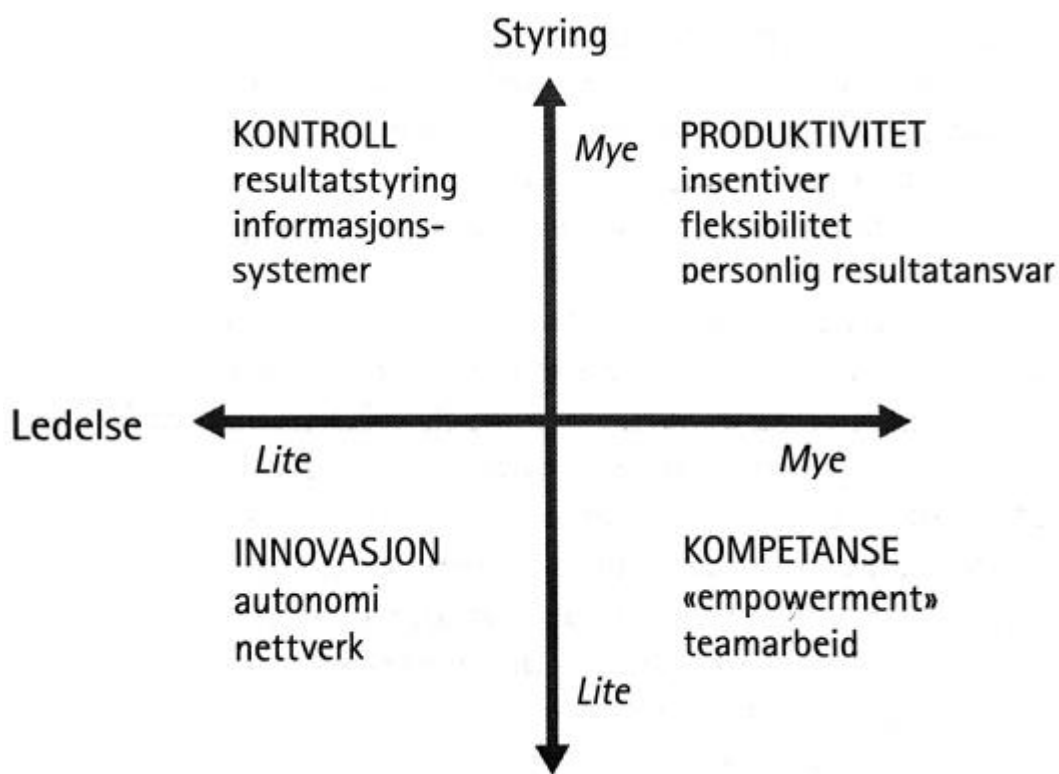 Styring
Mye
KONTROLL
resultatstyring
informasjons-
systemer
PRODUKTIVITET
insentiver
fleksibilitet
personlig resultatansvar
Ledelse
Lite
Mye
INNOVASJON
autonomi
nettverk
KOMPETANSE
«empowerment»
teamarbeid
Lite